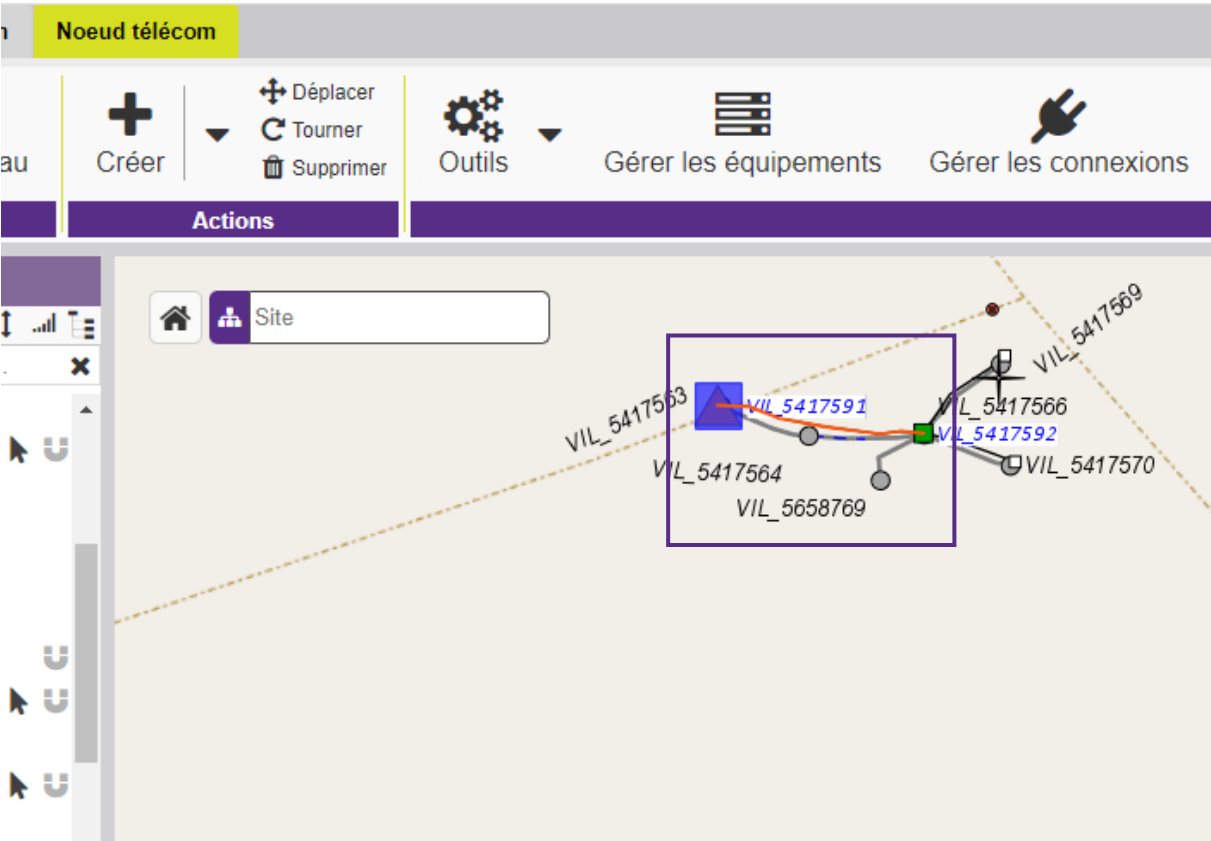 n
Noeud télécom
Déplacer
Tourner
Supprimer
au
Créer
Outils
Gérer les équipements
Gérer les connexions
Actions
Site
VIL_5417569
VIL_5417563
VIL_5417591
VIL_5417566
VIL_5417592
VIL_5417564
VIL_5417570
VIL_5658769